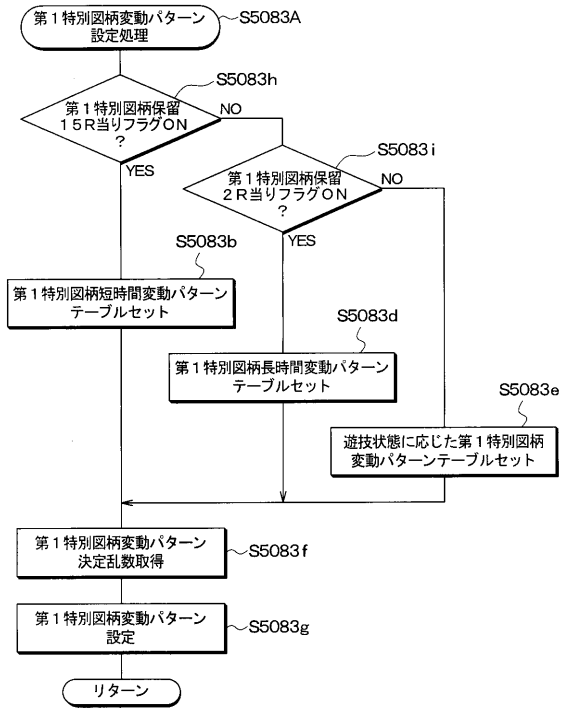 第１特別図柄変動パターン
設定処理
S5083A
第１特別図柄保留
１５Ｒ当りフラグＯＮ
？
S5083h
NO
YES
第１特別図柄保留
２Ｒ当りフラグＯＮ
？
S5083i
NO
YES
S5083b
第１特別図柄短時間変動パターン
テーブルセット
S5083d
第１特別図柄長時間変動パターン
テーブルセット
S5083e
遊技状態に応じた第１特別図柄
変動パターンテーブルセット
第１特別図柄変動パターン
決定乱数取得
S5083f
第１特別図柄変動パターン
設定
S5083g
リターン